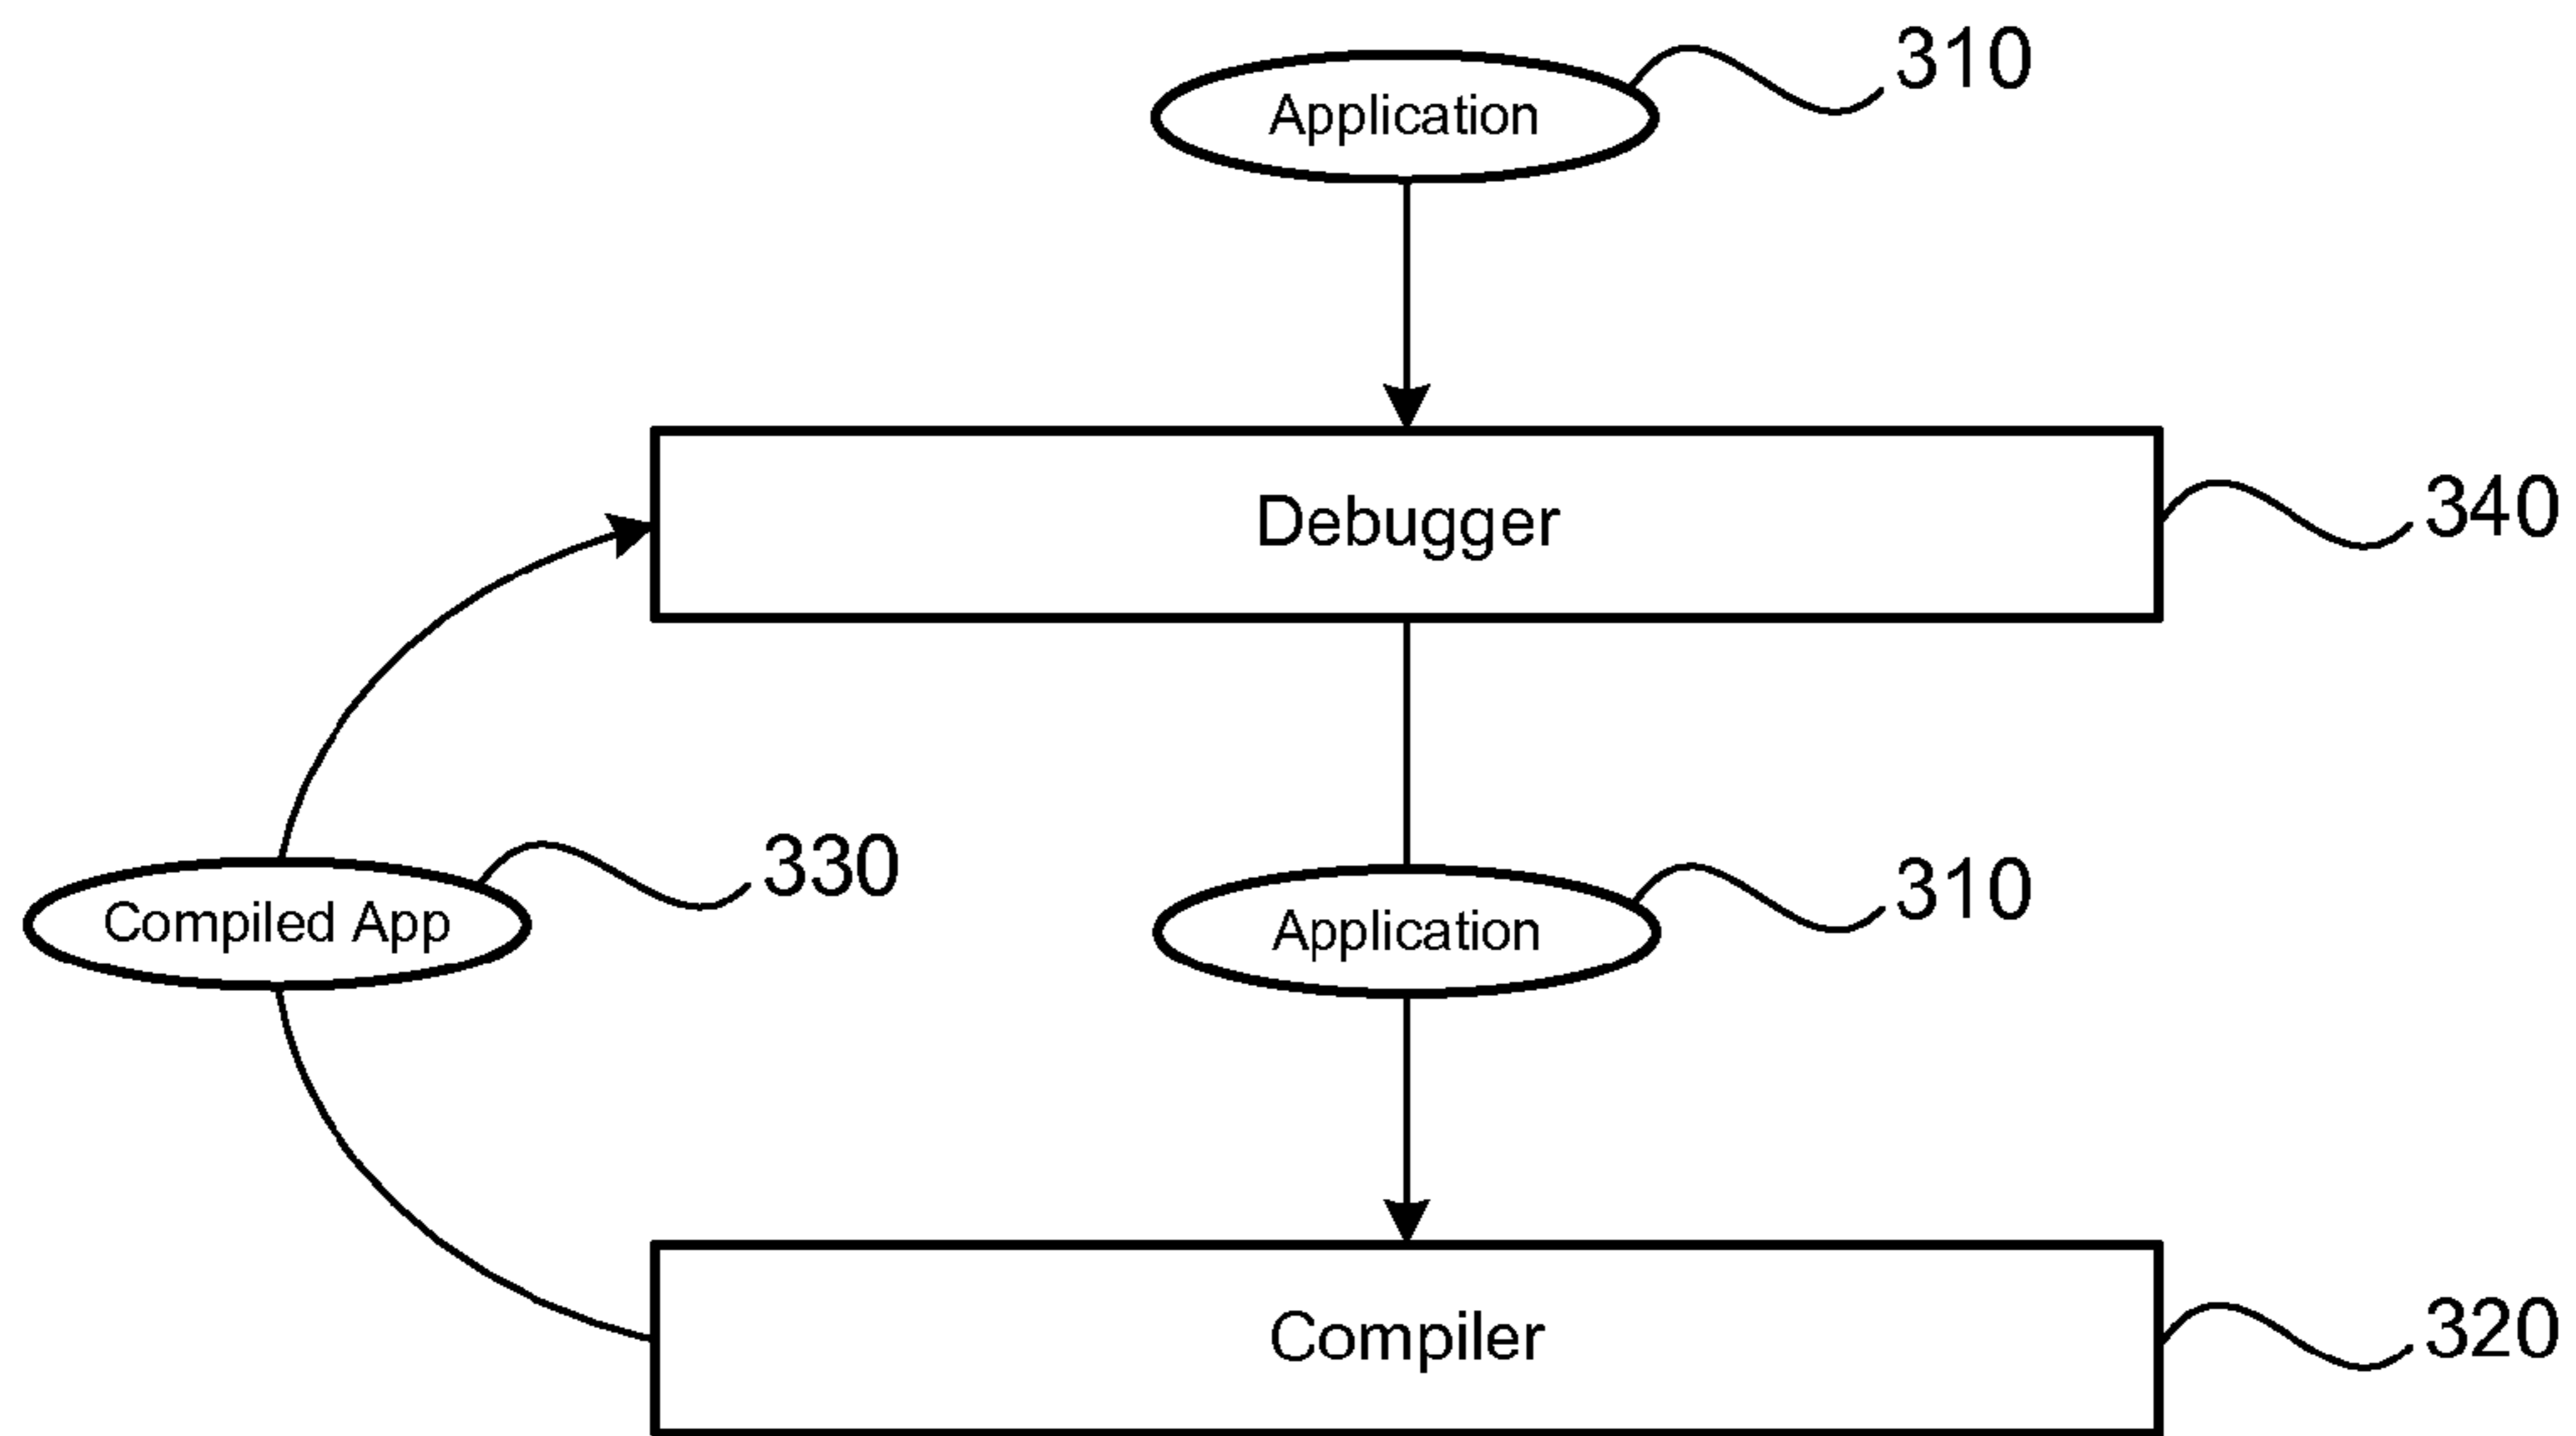 310
Application
Debugger
340
330
310
Compiled App
Application
Compiler
320